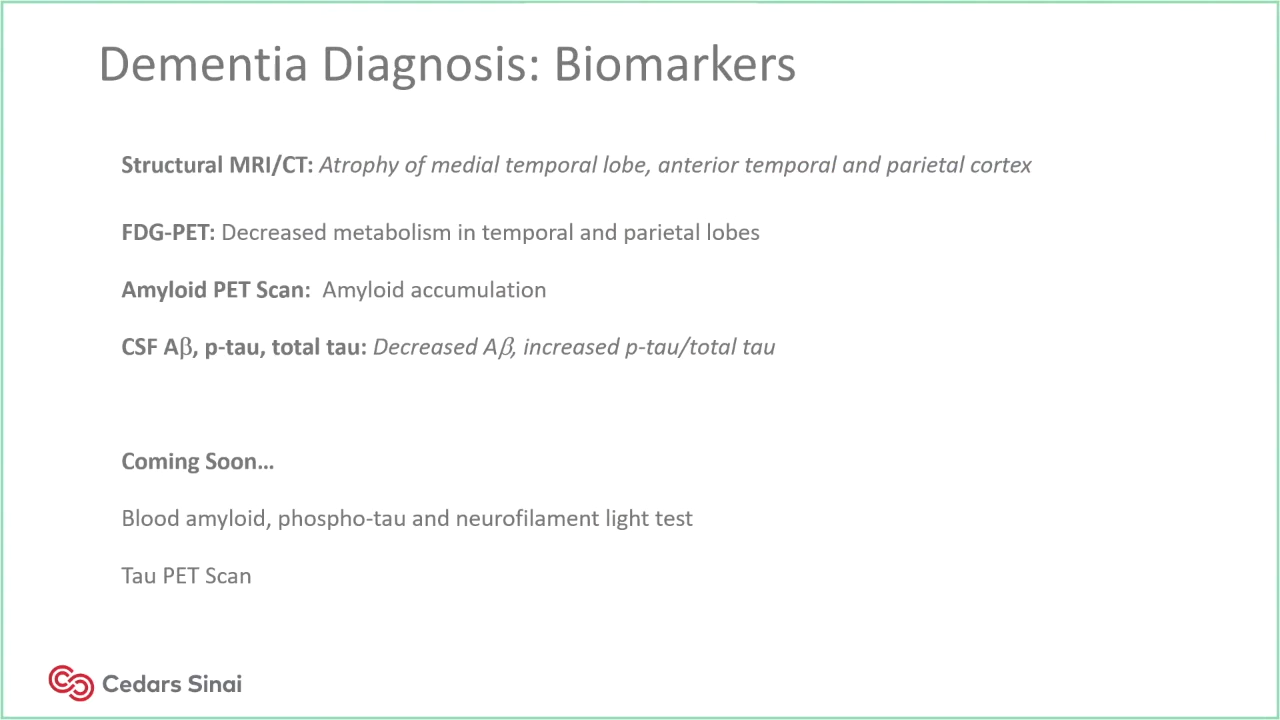 Dementia Diagnosis: Biomarkers
Structural MRI/CT: Atrophy of medial temporal lobe, anterior temporal and parietal cortex
FDG-PET: Decreased metabolism in temporal and parietal lobes
Amyloid PET Scan:  Amyloid accumulation
CSF Aβ, p-tau, total tau: Decreased Aβ, increased p-tau/total tau
Coming Soon…
Blood amyloid, phospho-tau and neurofilament light test
Tau PET Scan
Cedars Sinai